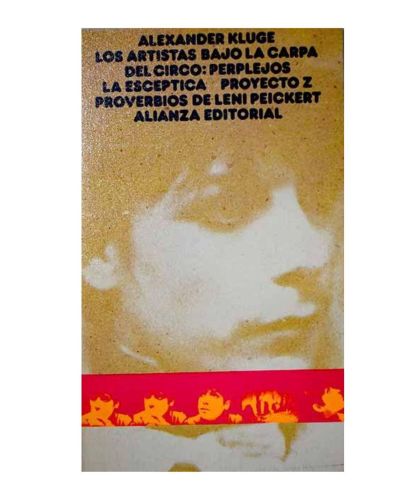 ALEXANDER KLUGE
LOS ARTISTAS BAJO LA CARPA
DEL CIRCO: PERPLEJOS
LA ESCEPTICA PROYECTO Z
PROVERBIOS DE LENI PEICKERT
ALIANZA EDITORIAL